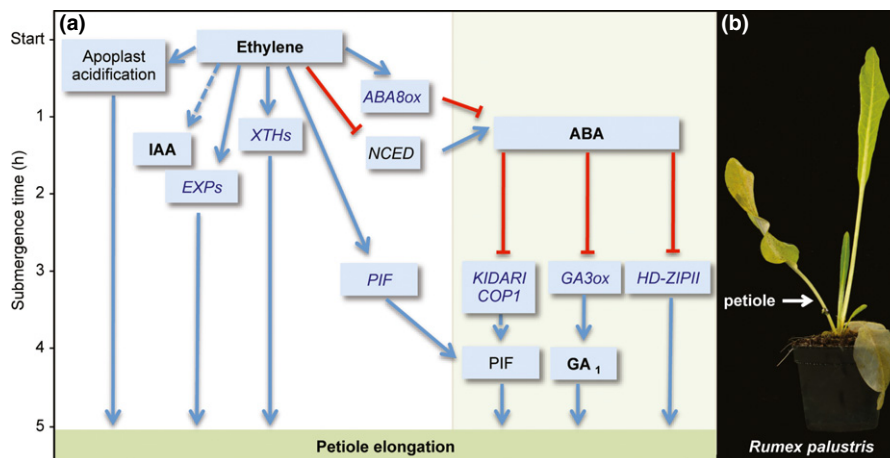 (a)
(b)
Start
1
2
3
4
5
Submergence time (h)
Apoplast
acidification
Ethylene
ABA8ox
IAA
XTHs
NCED
ABA
EXPs
PIF
KIDARI
COP1
GA3ox
HD-ZIPII
PIF
GA 1
Petiole elongation
petiole
Rumex palustris